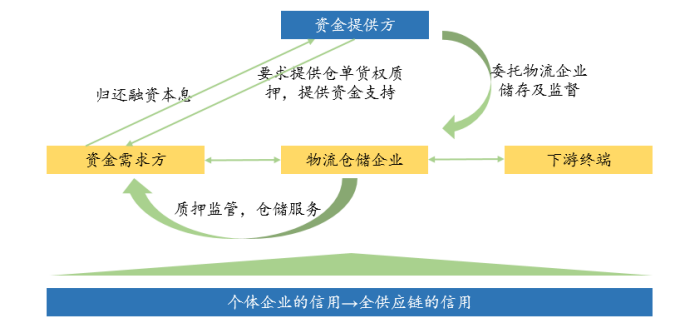 资金提供方
要求提供仓单货权质
押，提供资金支持
归还融资本息
委托物流企业
储存及监督
资金需求方
物流仓储企业
下游终端
质押监管，仓储服务
个体企业的信用→全供应链的信用